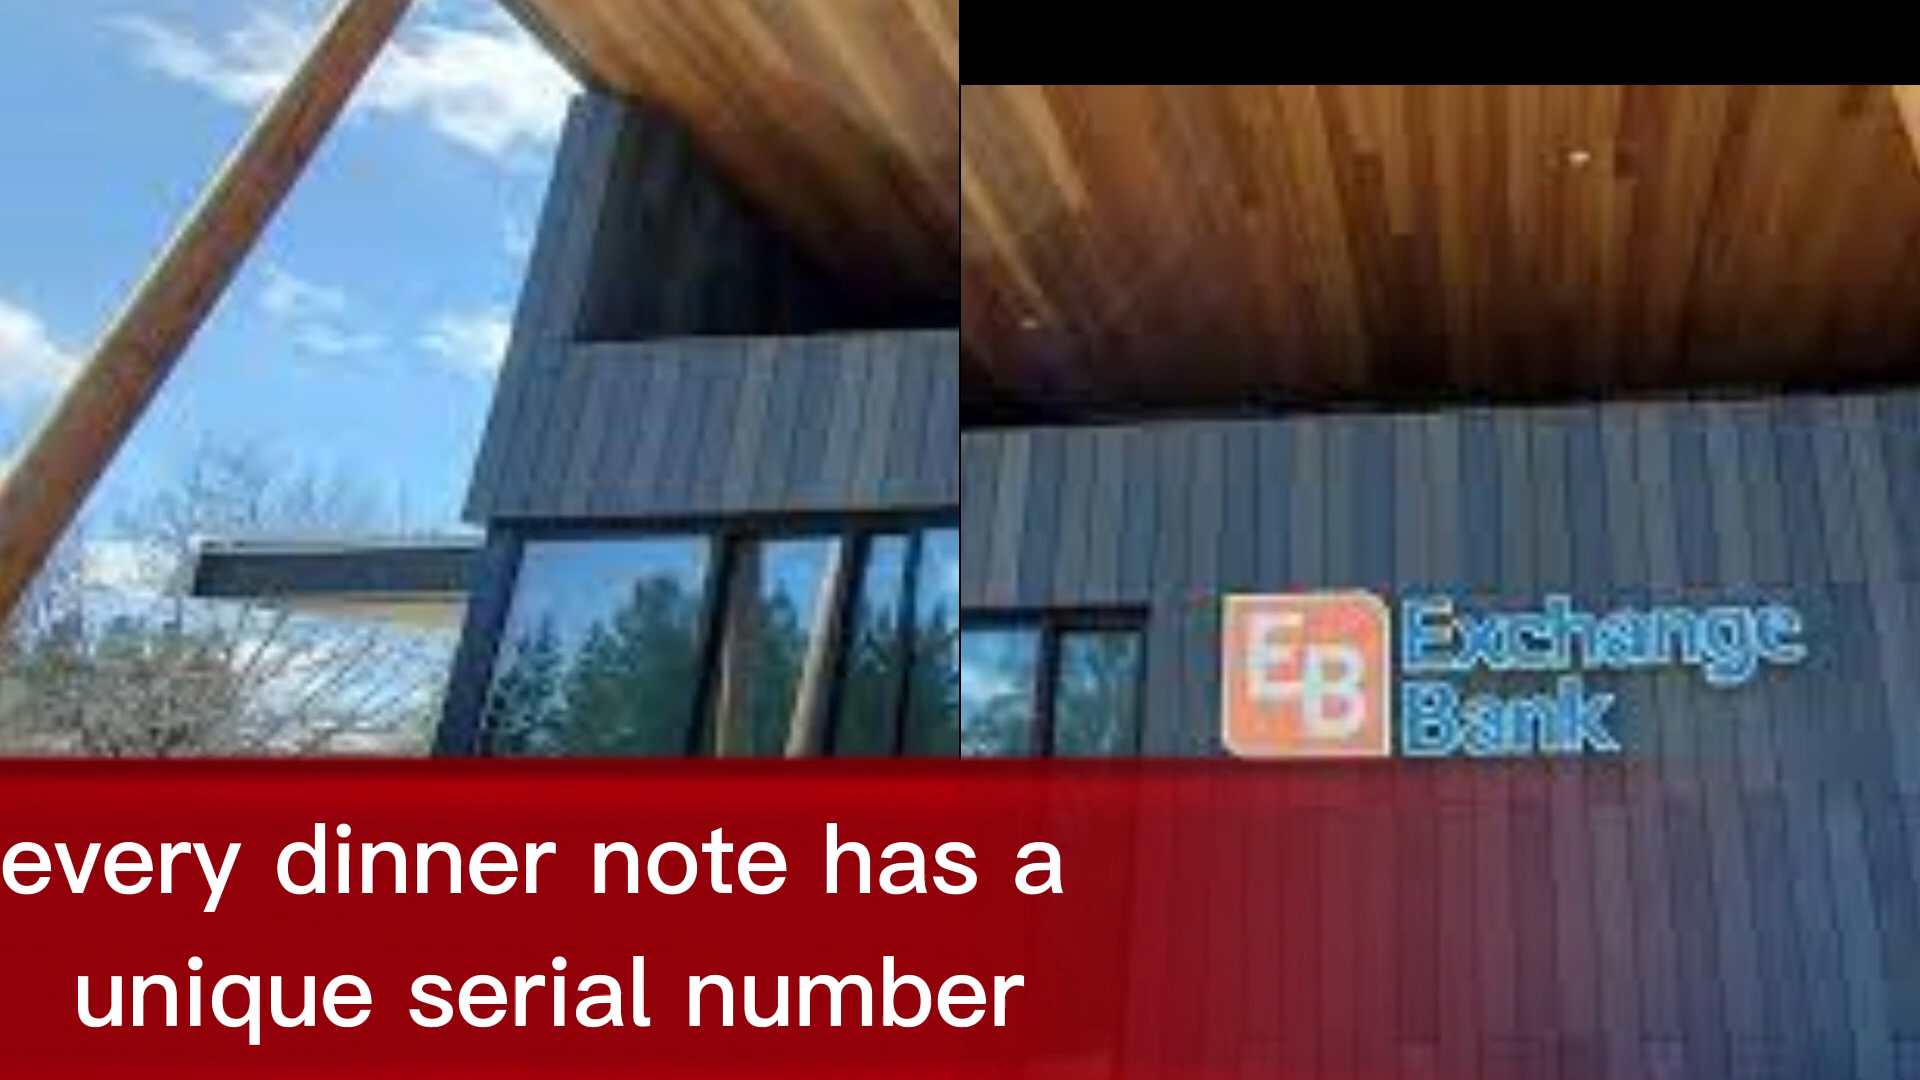 EB
Exchange
Bank
every dinner note has a
unique serial number